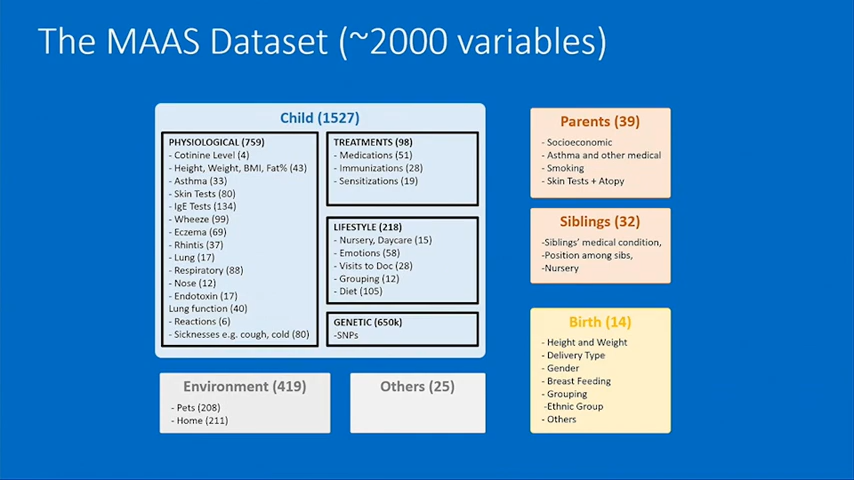 The MAAS Dataset (~2000 variables)
Child (1527)
PHYSIOLOGICAL (759)
- Cotinine Level (4)
- Height, Weight, BMI, Fat% (43)
- Asthma (33)
- Skin Tests (80)
- IgE Tests (134)
- Wheeze (99)
- Eczema (69)
- Rhintis (37)
- Lung (17)
- Respiratory (88)
- Nose (12)
- Endotoxin (17)
Lung function (40)
- Reactions (6)
- Sicknesses e.g. cough, cold (80)
TREATMENTS (98)
- Medications (51)
- Immunizations (28)
- Sensitizations (19)
LIFESTYLE (218)
- Nursery, Daycare (15)
- Emotions (58)
- Visits to Doc (28)
- Grouping (12)
- Diet (105)
GENETIC (650k)
-SNPs
Environment (419)
- Pets (208)
- Home (211)
Others (25)
Parents (39)
- Socioeconomic
- Asthma and other medical
- Smoking
- Skin Tests + Atopy
Siblings (32)
-Siblings' medical condition,
-Position among sibs,
-Nursery
Birth (14)
- Height and Weight
- Delivery Type
- Gender
- Breast Feeding
- Grouping
-Ethnic Group
- Others